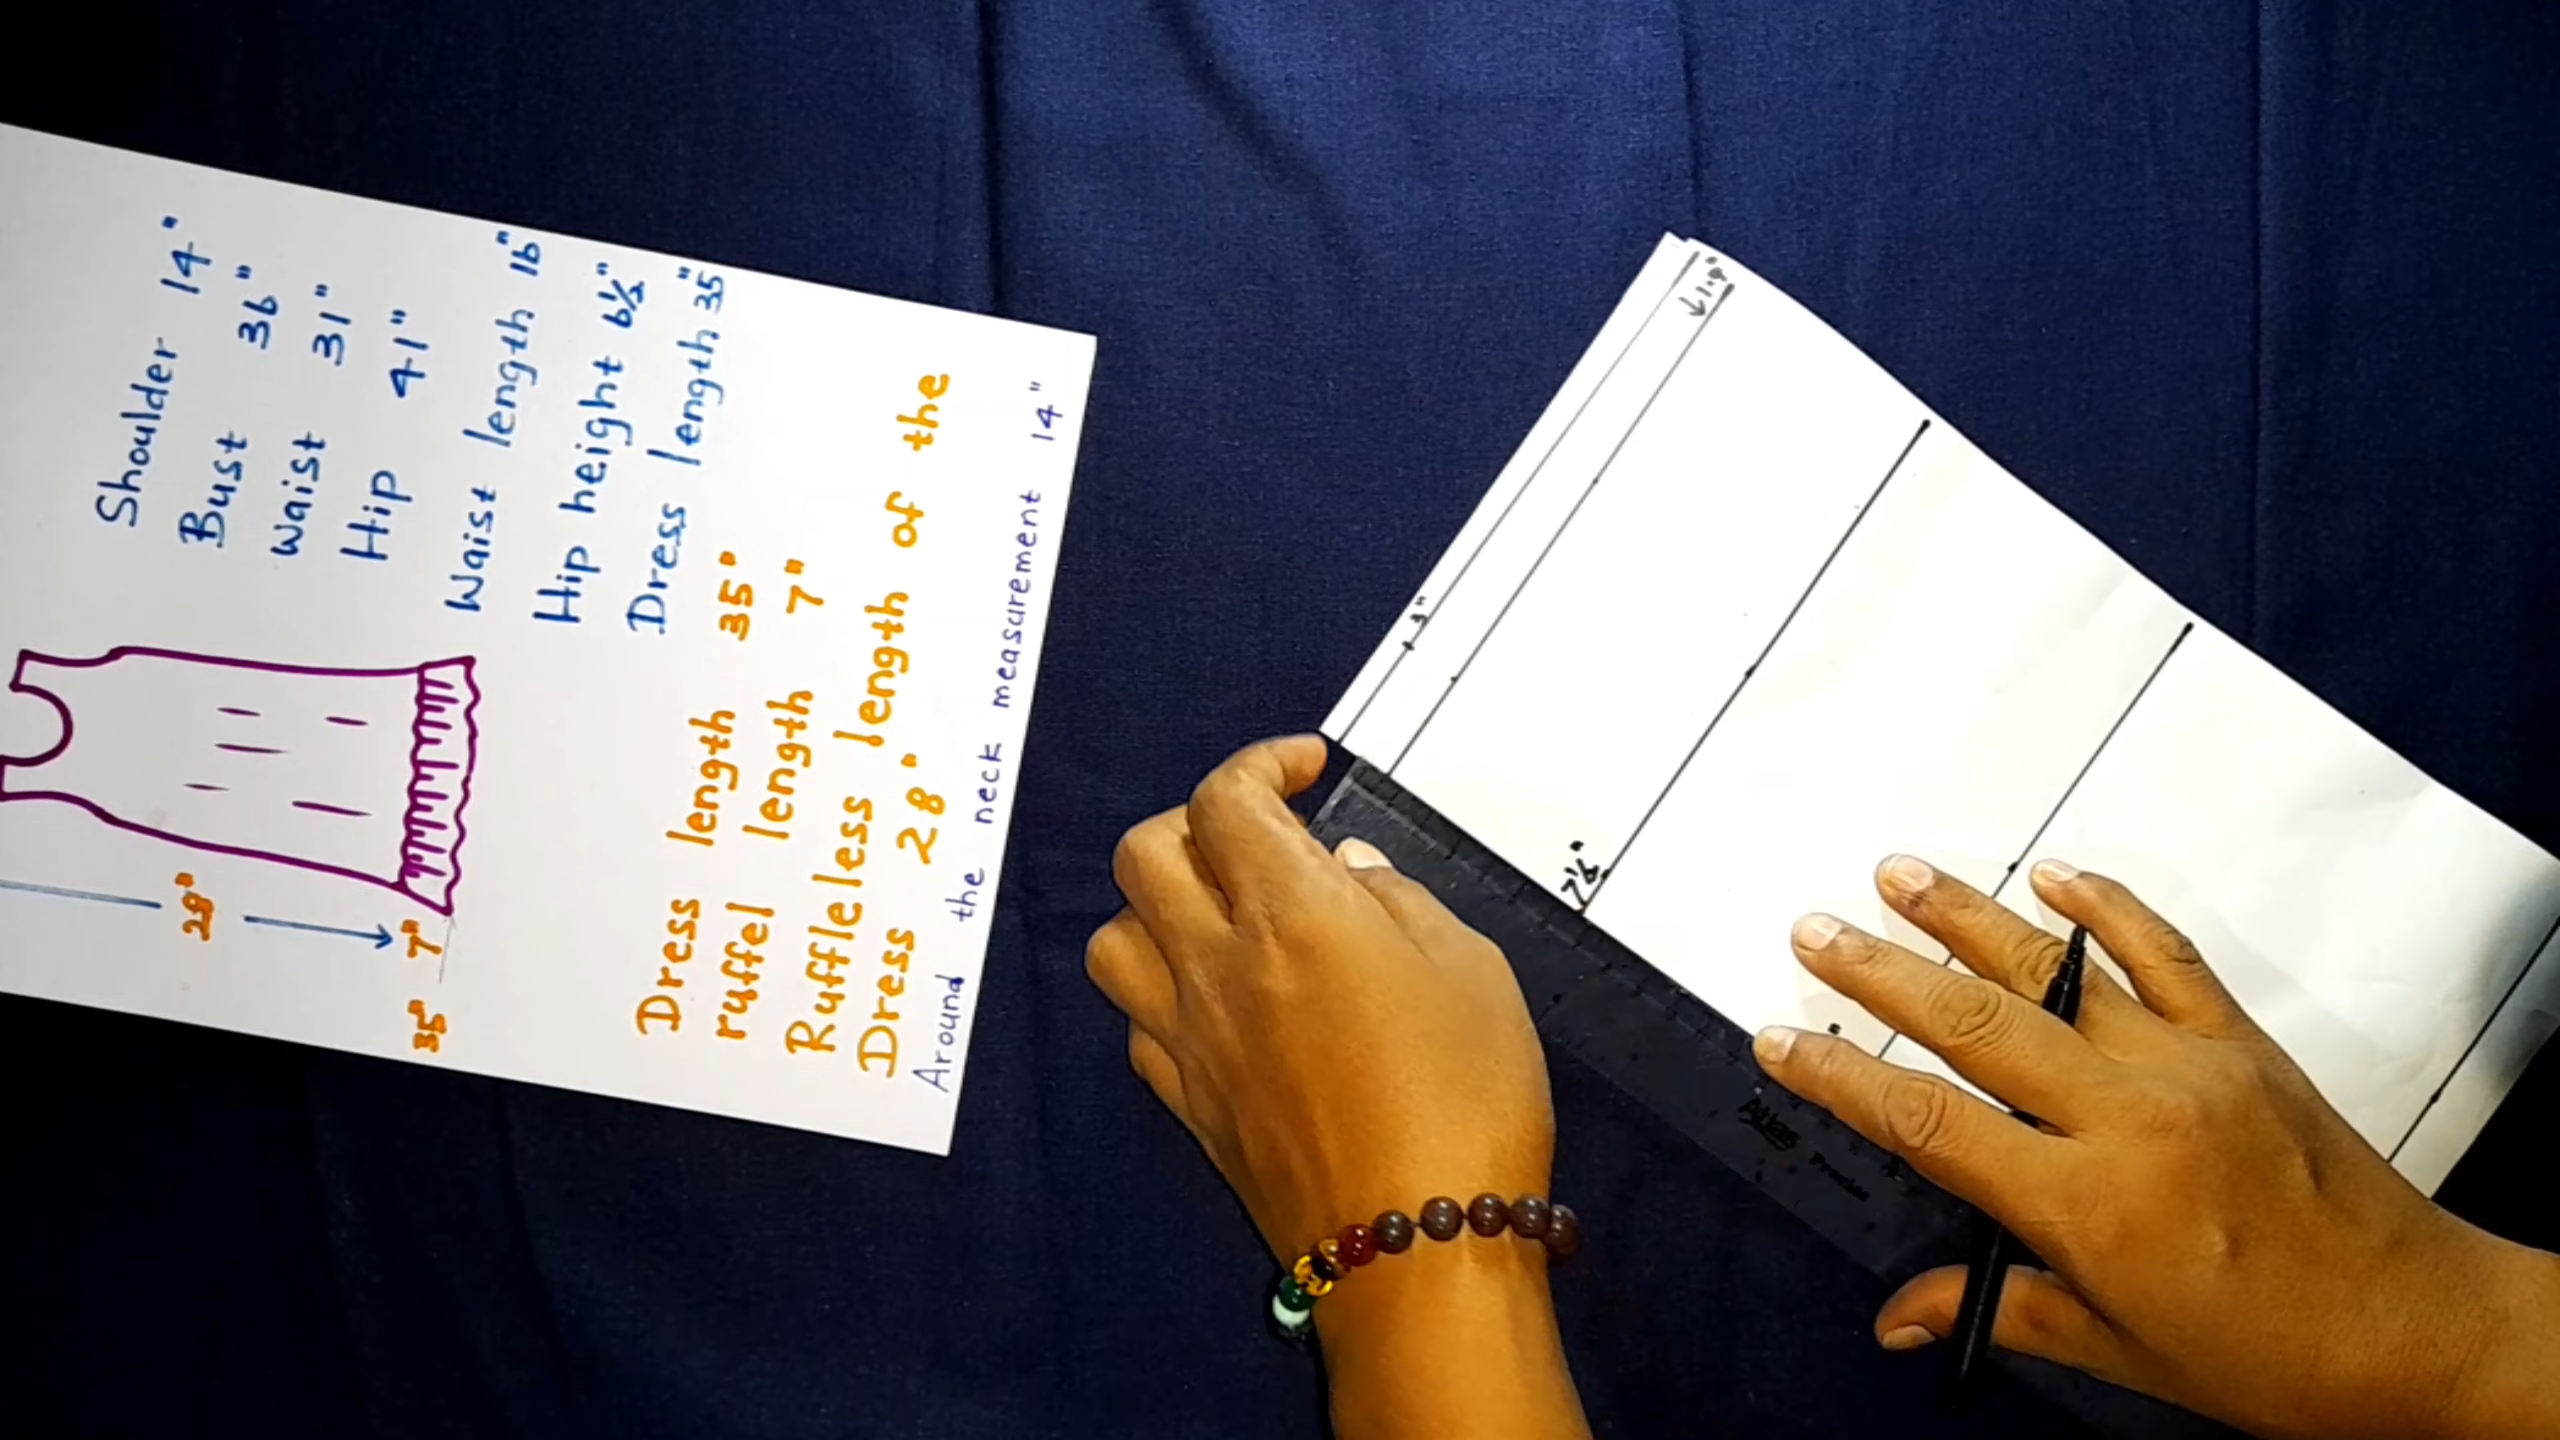 Shoulder 14"
Bust 36"
Waist 31"
Hip 41"
Waist length 16"
Hip height 6½"
Dress length 35"
28"
7"
35"
Dress length 35"
ruffel length 7"
Ruffleless length of the
Dress 28"
Around the neck measurement 14"
3"
Atlas